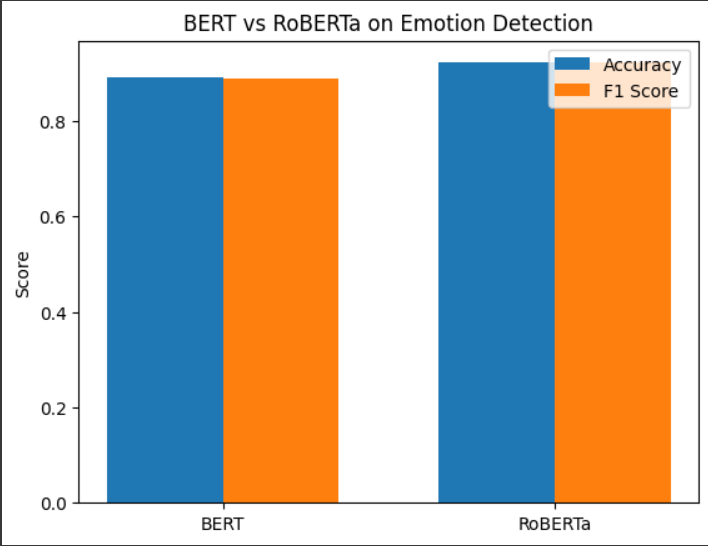 BERT vs RoBERTa on Emotion Detection
Accuracy
F1 Score
Score
0.8
0.6
0.4
0.2
0.0
BERT
RoBERTa